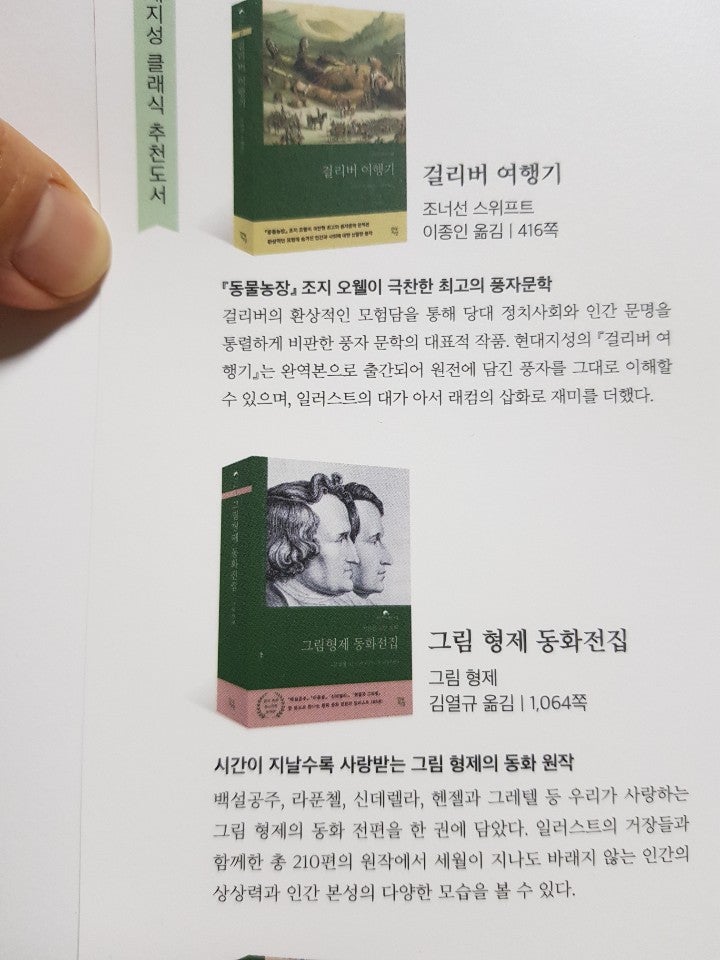 지성 클래식 추천도서
걸리버 여행기
걸리버 여행기
조너선 스위프트
이종인 옮김 | 416쪽
『동물농장』 조지 오웰이 극찬한 최고의 풍자문학
걸리버의 환상적인 모험담을 통해 당대 정치사회와 인간 문명을
통렬하게 비판한 풍자 문학의 대표적 작품. 현대지성의 『걸리버 여
행기』는 완역본으로 출간되어 원전에 담긴 풍자를 그대로 이해할
수 있으며, 일러스트의 대가 아서 래컴의 삽화로 재미를 더했다.
그림형제 동화전집
그림형제 동화전집
그림 형제 동화전집
그림 형제
김열규 옮김 | 1,064쪽
시간이 지날수록 사랑받는 그림 형제의 동화 원작
백설공주, 라푼첼, 신데렐라, 헨젤과 그레텔 등 우리가 사랑하는
그림 형제의 동화 전편을 한 권에 담았다. 일러스트의 거장들과
함께한 총 210편의 원작에서 세월이 지나도 바래지 않는 인간의
상상력과 인간 본성의 다양한 모습을 볼 수 있다.